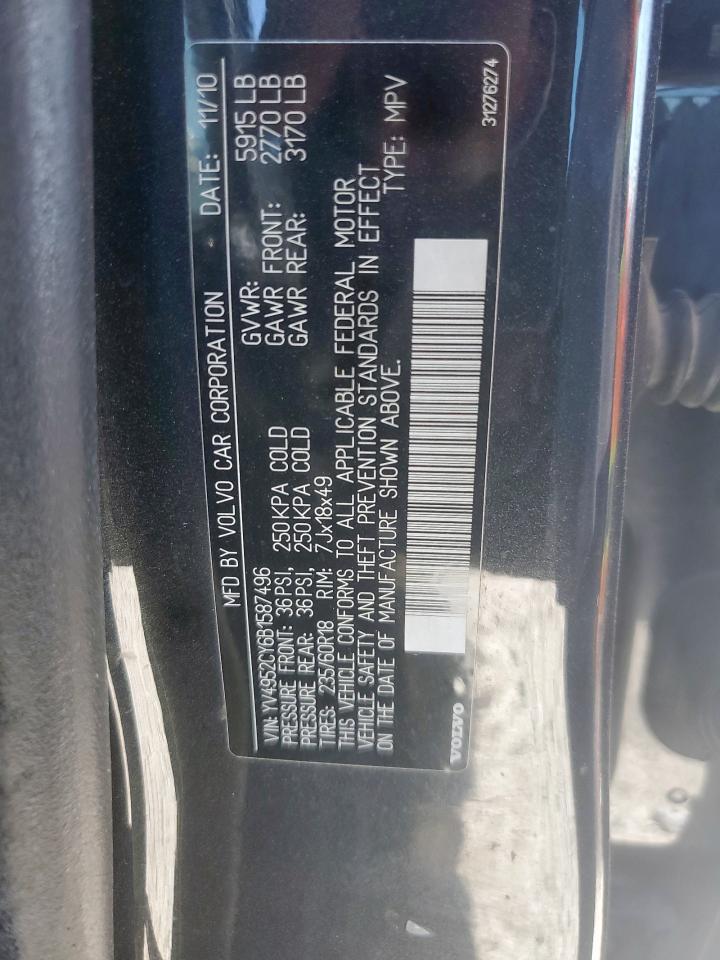 MFD BY VOLVO CAR CORPORATION DATE: 11/10
GVWR: 5915 LB
GAWR FRONT: 2770 LB
GAWR REAR: 3170 LB
VIN: YV4952CY6B1587496
PRESSURE FRONT: 36PSI, 250KPA COLD
PRESSURE REAR: 36PSI, 250KPA COLD
TIRES: 235/60R18 RIM: 7Jx18x49
THIS VEHICLE CONFORMS TO ALL APPLICABLE FEDERAL MOTOR
VEHICLE SAFETY AND THEFT PREVENTION STANDARDS IN EFFECT
ON THE DATE OF MANUFACTURE SHOWN ABOVE. TYPE: MPV
VOLVO
31276274